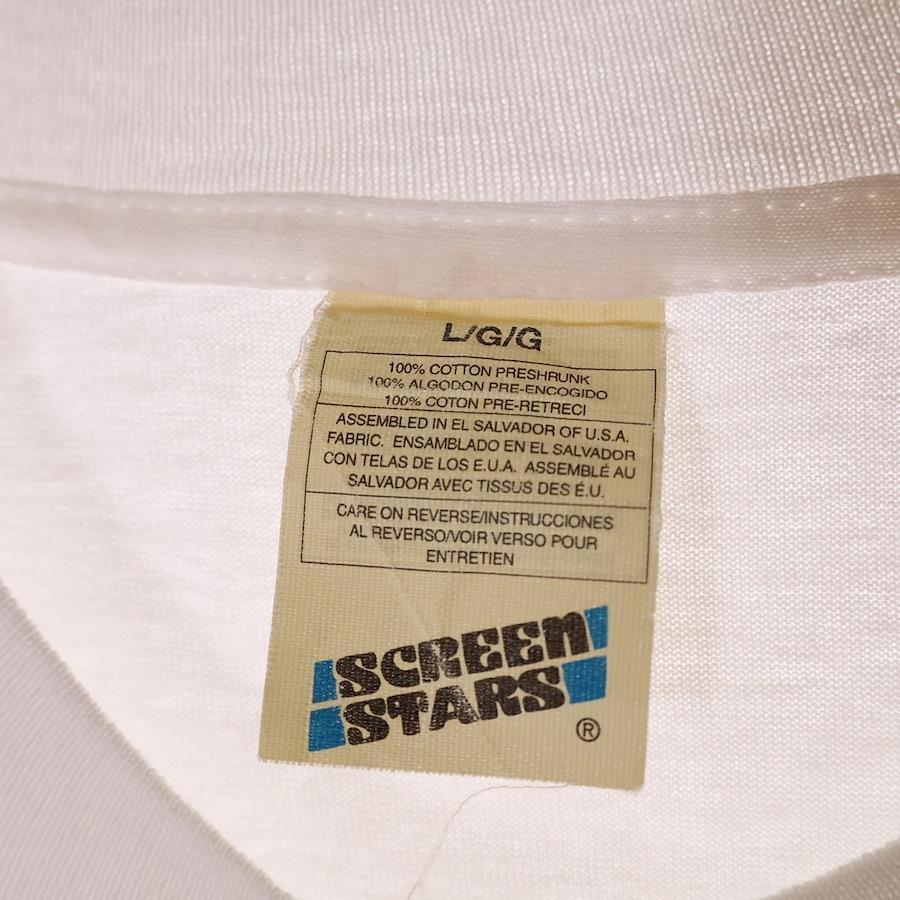 L/G/G
100% COTTON PRESHRUNK
100% ALGODON PRE-ENCOGIDO
100% COTON PRE-RETRECI
ASSEMBLED IN EL SALVADOR OF U.S.A.
FABRIC. ENSAMBLADO EN EL SALVADOR
CON TELAS DE LOS E.U.A. ASSEMBLÉ AU
SALVADOR AVEC TISSUS DES É.U.
CARE ON REVERSE/INSTRUCCIONES
AL REVERSO/VOIR VERSO POUR
ENTRETIEN
SCREEN
STARS
®